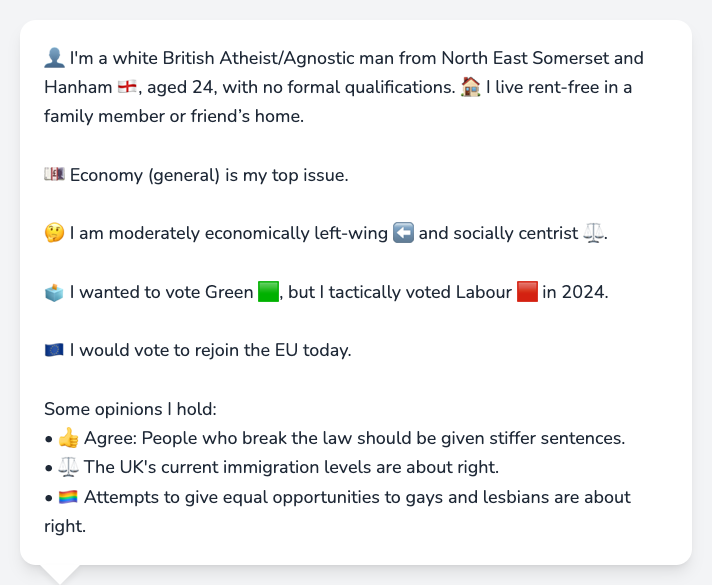 👤 I'm a white British Atheist/Agnostic man from North East Somerset and
Hanham 🏴󠁧󠁢󠁥󠁮󠁧󠁿, aged 24, with no formal qualifications. 🏠 I live rent-free in a
family member or friend’s home.
💷 Economy (general) is my top issue.
🤔 I am moderately economically left-wing ⬅️ and socially centrist ⚖️.
🗳️ I wanted to vote Green 🟩, but I tactically voted Labour 🟥 in 2024.
🇪🇺 I would vote to rejoin the EU today.
Some opinions I hold:
• 👍 Agree: People who break the law should be given stiffer sentences.
• ⚖️ The UK's current immigration levels are about right.
• 🏳️‍🌈 Attempts to give equal opportunities to gays and lesbians are about
right.